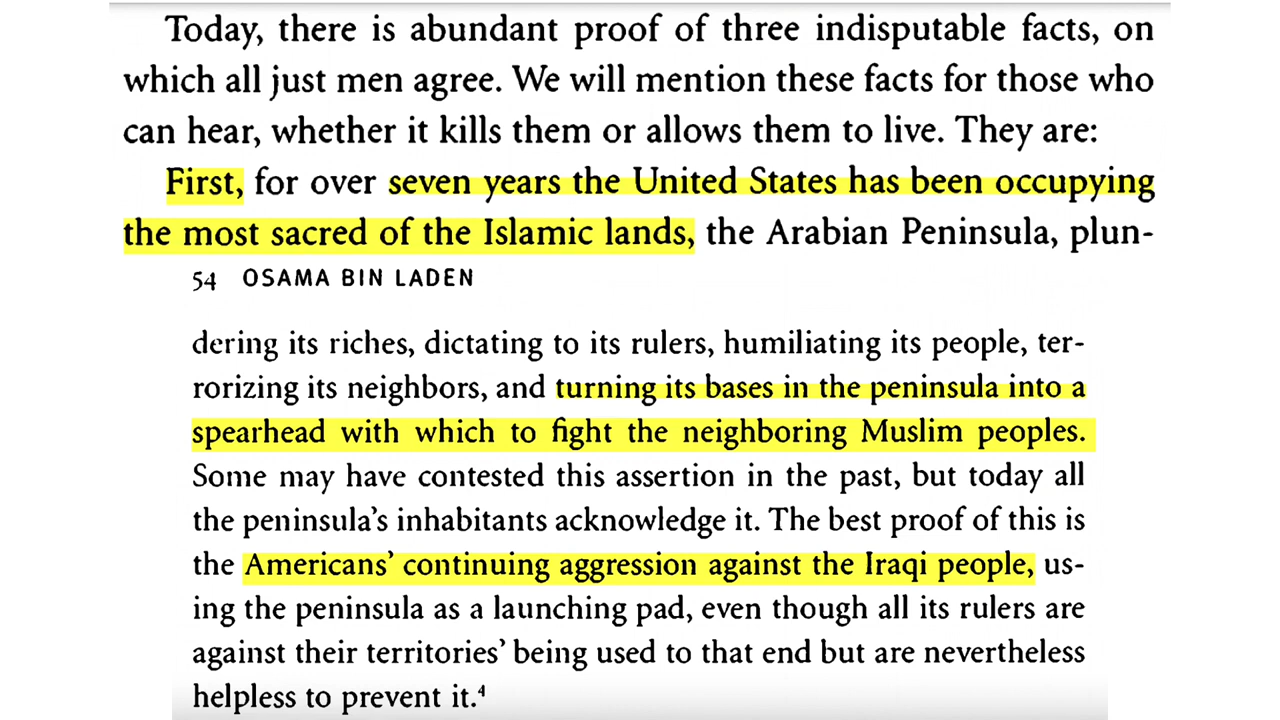 Today, there is abundant proof of three indisputable facts, on
which all just men agree. We will mention these facts for those who
can hear, whether it kills them or allows them to live. They are:
First, for over seven years the United States has been occupying
the most sacred of the Islamic lands, the Arabian Peninsula, plun-
54 OSAMA BIN LADEN
dering its riches, dictating to its rulers, humiliating its people, ter-
rorizing its neighbors, and turning its bases in the peninsula into a
spearhead with which to fight the neighboring Muslim peoples.
Some may have contested this assertion in the past, but today all
the peninsula's inhabitants acknowledge it. The best proof of this is
the Americans' continuing aggression against the Iraqi people, us-
ing the peninsula as a launching pad, even though all its rulers are
against their territories' being used to that end but are nevertheless
helpless to prevent it.⁴